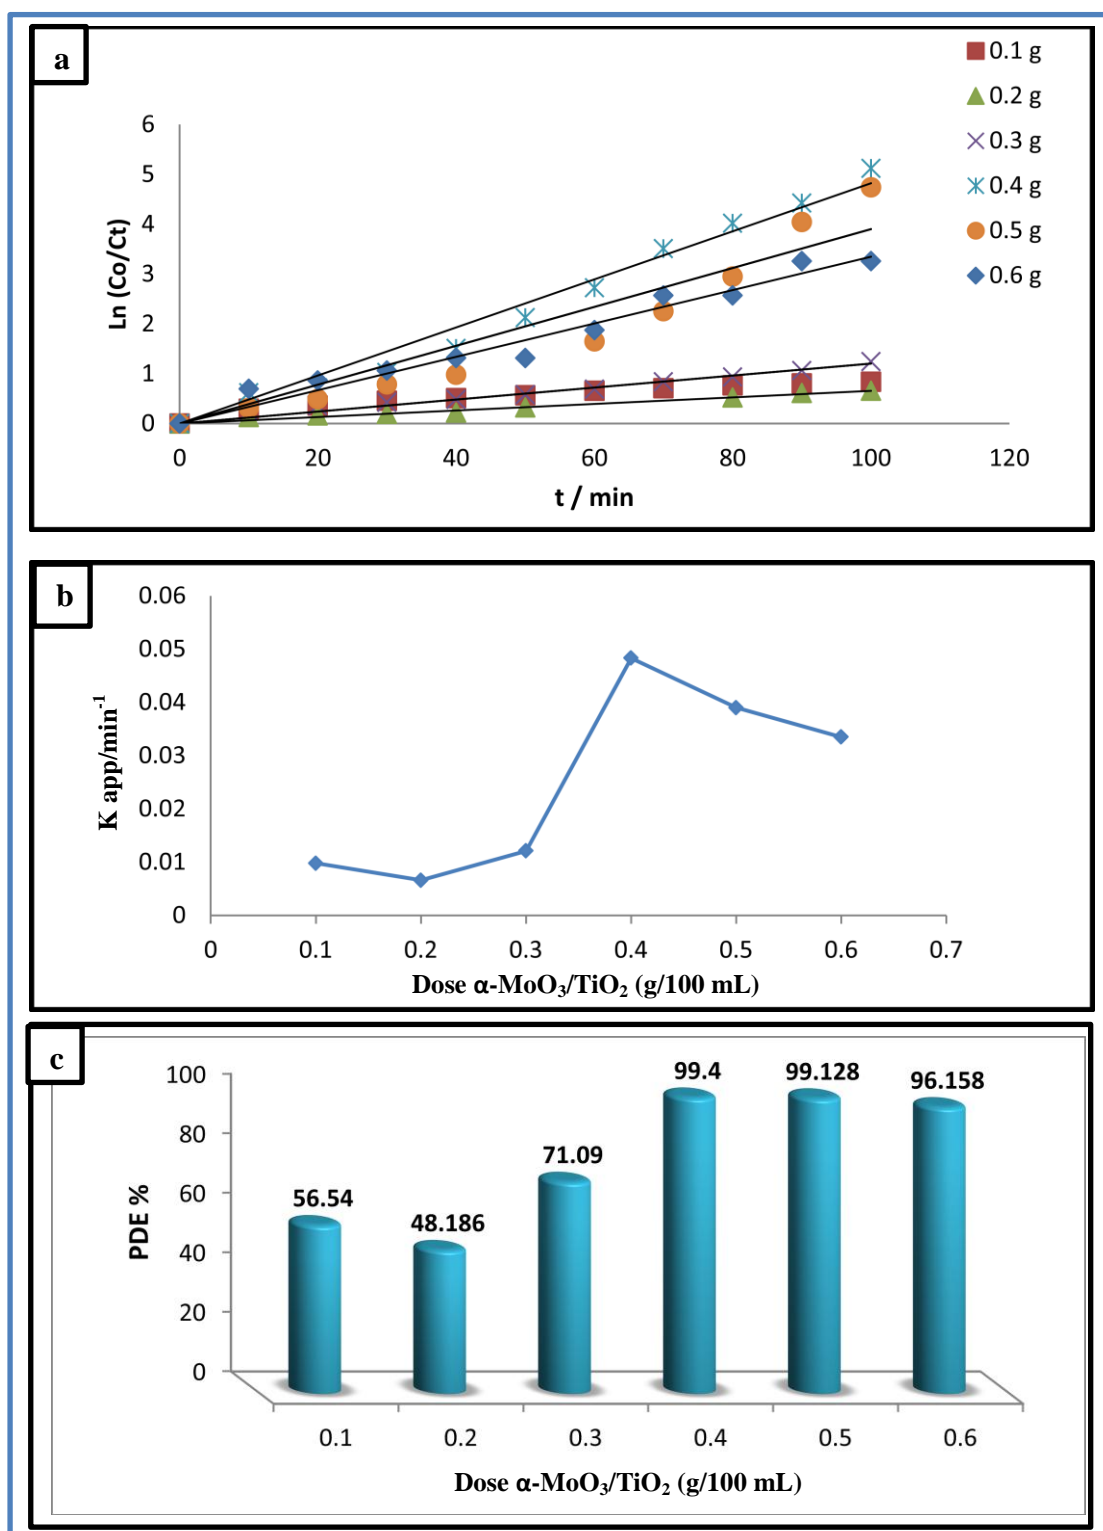 a
0.1 g
0.2 g
0.3 g
0.4 g
0.5 g
0.6 g
6
5
4
3
2
1
0
Ln (Co/Ct)
0 20 40 60 80 100 120
t / min
b
0.06
0.05
0.04
0.03
0.02
0.01
0
K app/min⁻¹
0 0.1 0.2 0.3 0.4 0.5 0.6 0.7
Dose α-MoO₃/TiO₂ (g/100 mL)
c
100
80
60
40
20
0
PDE %
56.54
48.186
71.09
99.4
99.128
96.158
0.1 0.2 0.3 0.4 0.5 0.6
Dose α-MoO₃/TiO₂ (g/100 mL)